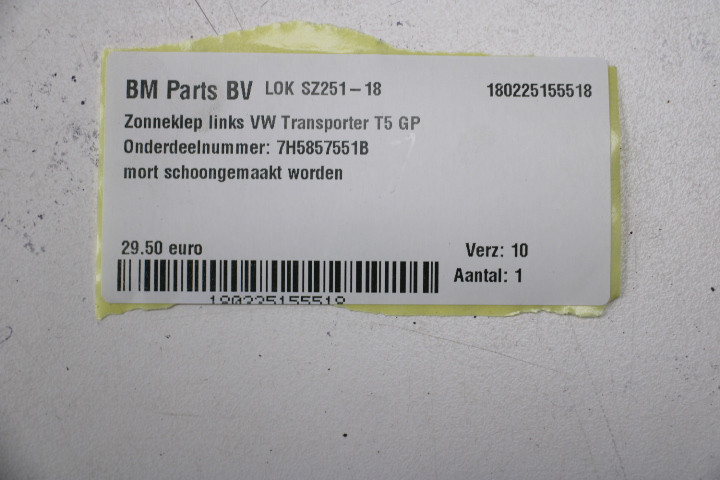 BM Parts BV LOK SZ251-18 180225155518
Zonneklep links VW Transporter T5 GP
Onderdeelnummer: 7H5857551B
mort schoongemaakt worden
29.50 euro Verz: 10
Aantal: 1
180225155518